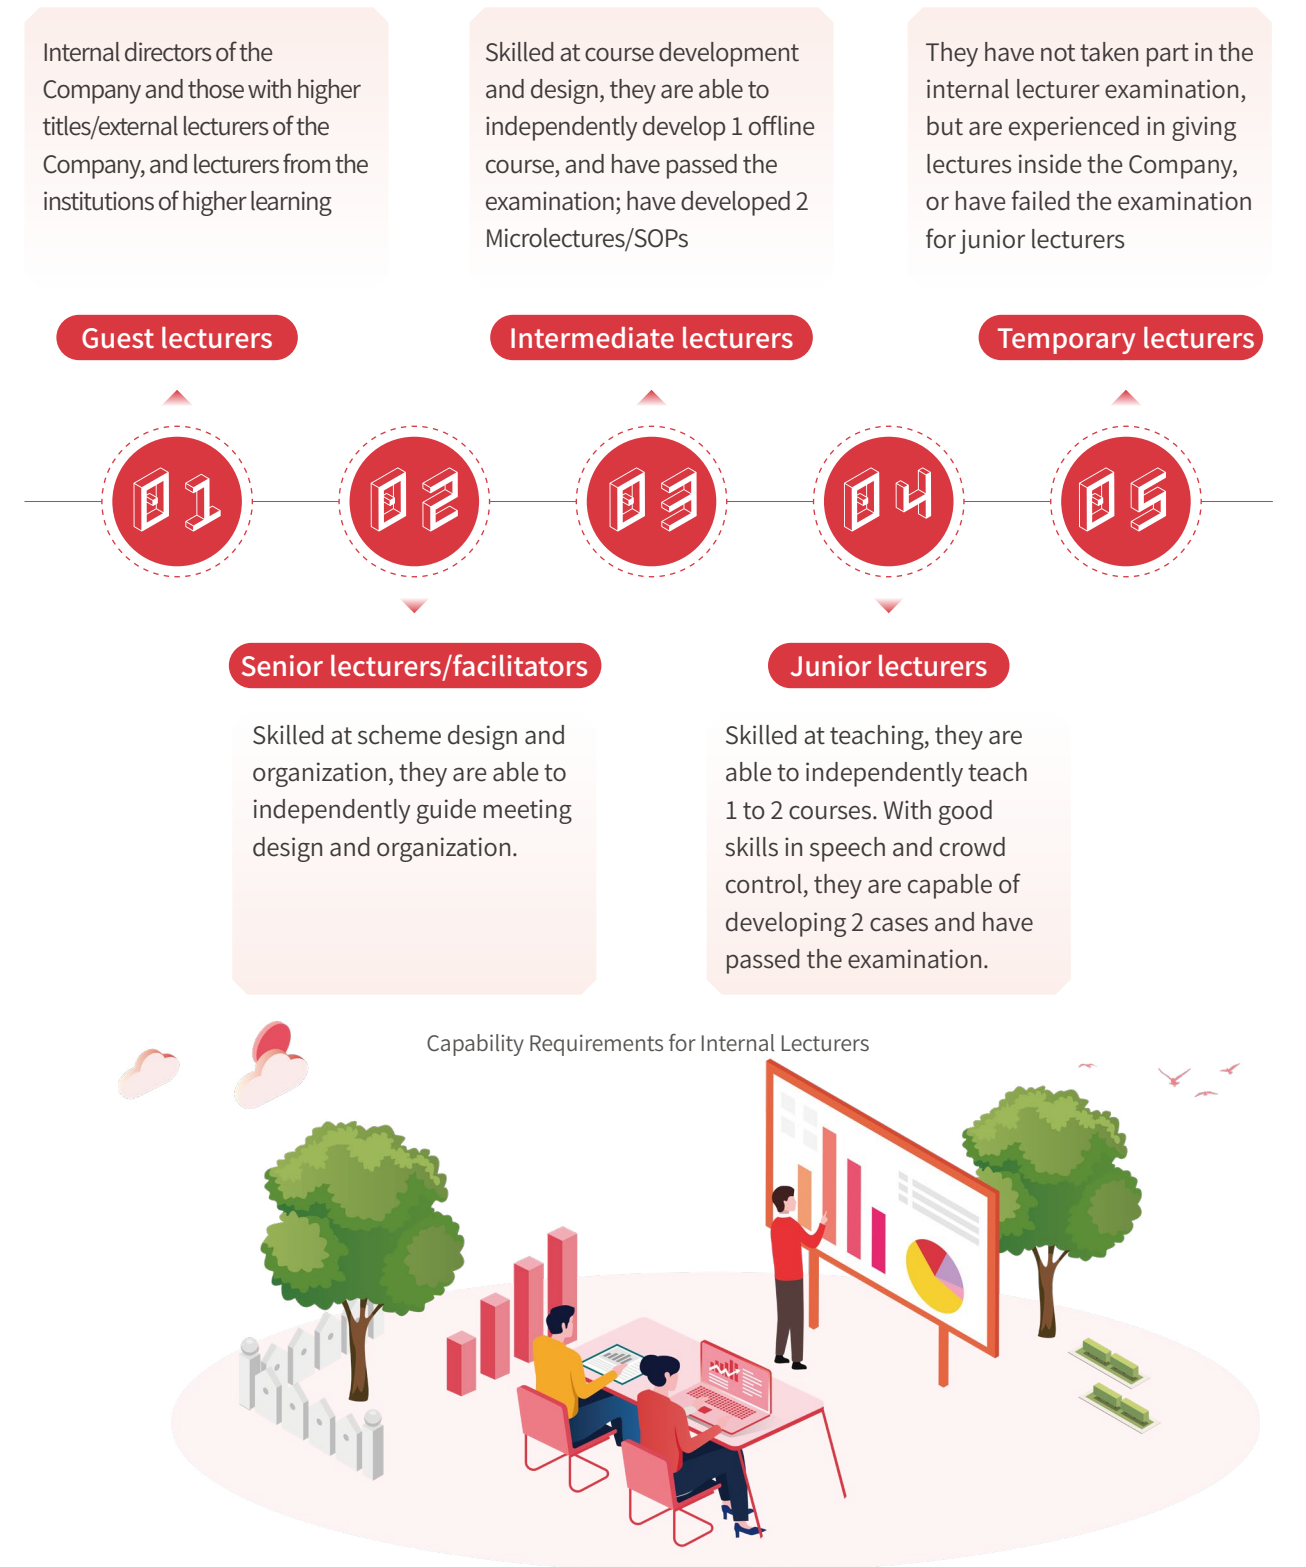 Internal directors of the
Company and those with higher
titles/external lecturers of the
Company, and lecturers from the
institutions of higher learning
Skilled at course development
and design, they are able to
independently develop 1 offline
course, and have passed the
examination; have developed 2
Microlectures/SOPs
They have not taken part in the
internal lecturer examination,
but are experienced in giving
lectures inside the Company,
or have failed the examination
for junior lecturers
Guest lecturers
Intermediate lecturers
Temporary lecturers
01
02
03
04
05
Senior lecturers/facilitators
Junior lecturers
Skilled at scheme design and
organization, they are able to
independently guide meeting
design and organization.
Skilled at teaching, they are
able to independently teach
1 to 2 courses. With good
skills in speech and crowd
control, they are capable of
developing 2 cases and have
passed the examination.
Capability Requirements for Internal Lecturers